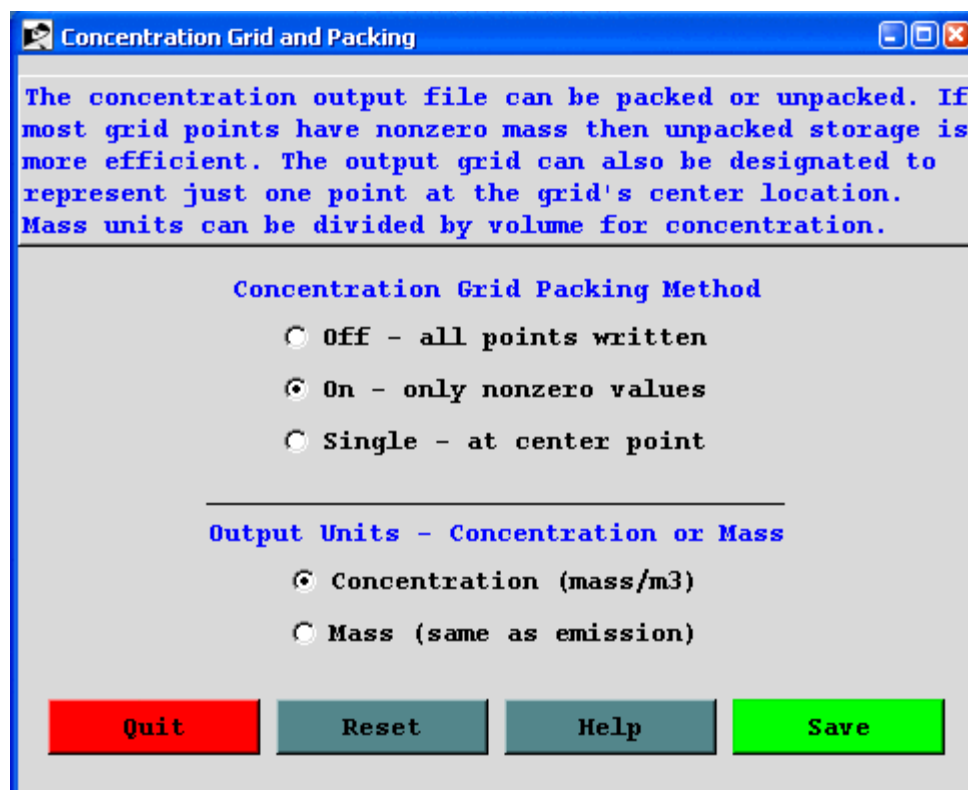 Concentration Grid and Packing
The concentration output file can be packed or unpacked. If
most grid points have nonzero mass then unpacked storage is
more efficient. The output grid can also be designated to
represent just one point at the grid's center location.
Mass units can be divided by volume for concentration.
Concentration Grid Packing Method
Off - all points written
On - only nonzero values
Single - at center point
Output Units - Concentration or Mass
Concentration (mass/m3)
Mass (same as emission)
Quit Reset Help Save